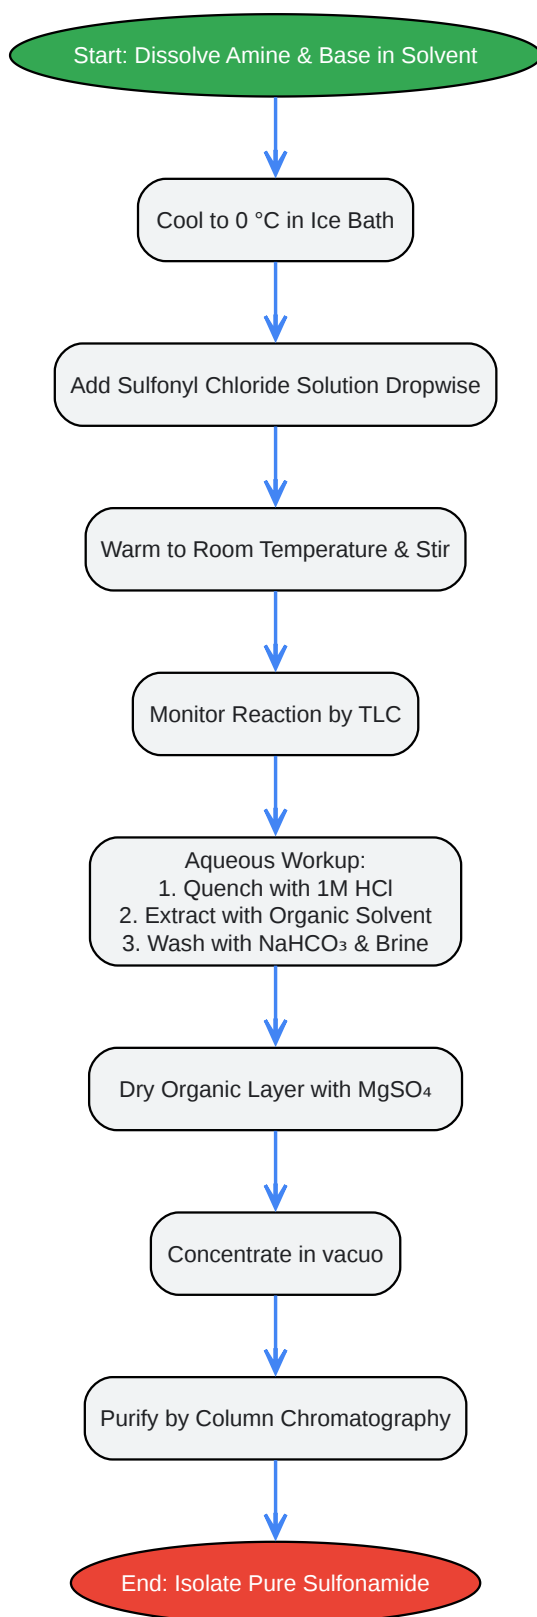 Start: Dissolve Amine & Base in Solvent
Cool to 0 °C in Ice Bath
Add Sulfonyl Chloride Solution Dropwise
Warm to Room Temperature & Stir
Monitor Reaction by TLC
Aqueous Workup:
1. Quench with 1M HCl
2. Extract with Organic Solvent
3. Wash with NaHCO₃ & Brine
Dry Organic Layer with MgSO₄
Concentrate in vacuo
Purify by Column Chromatography
End: Isolate Pure Sulfonamide